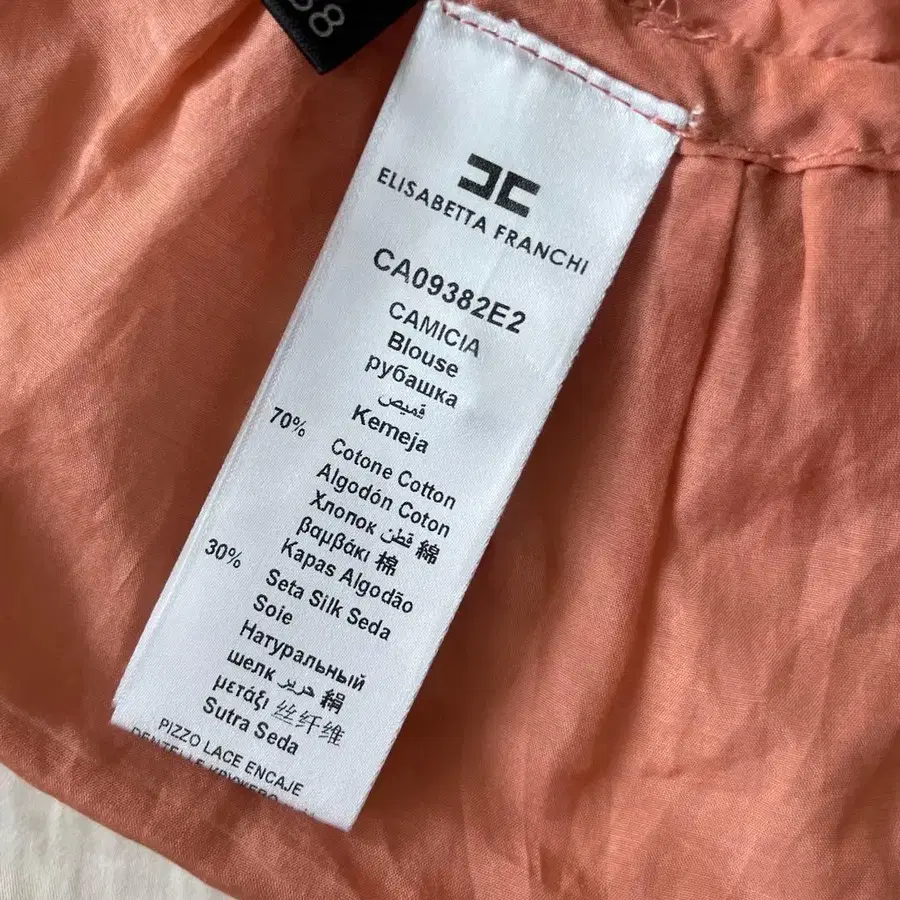 38
ELISABETTA FRANCHI
CA09382E2
CAMICIA
Blouse
рубашка
قميص
Kemeja
70%
Cotone Cotton
Algodón Coton
Хлопок قطن 綿
βαμβάκι 棉
Kapas Algodão
30%
Seta Silk Seda
Soie
Натуральный
шелк حرير 絹
μετάξι 丝纤维
Sutra Seda
PIZZO LACE ENCAJE